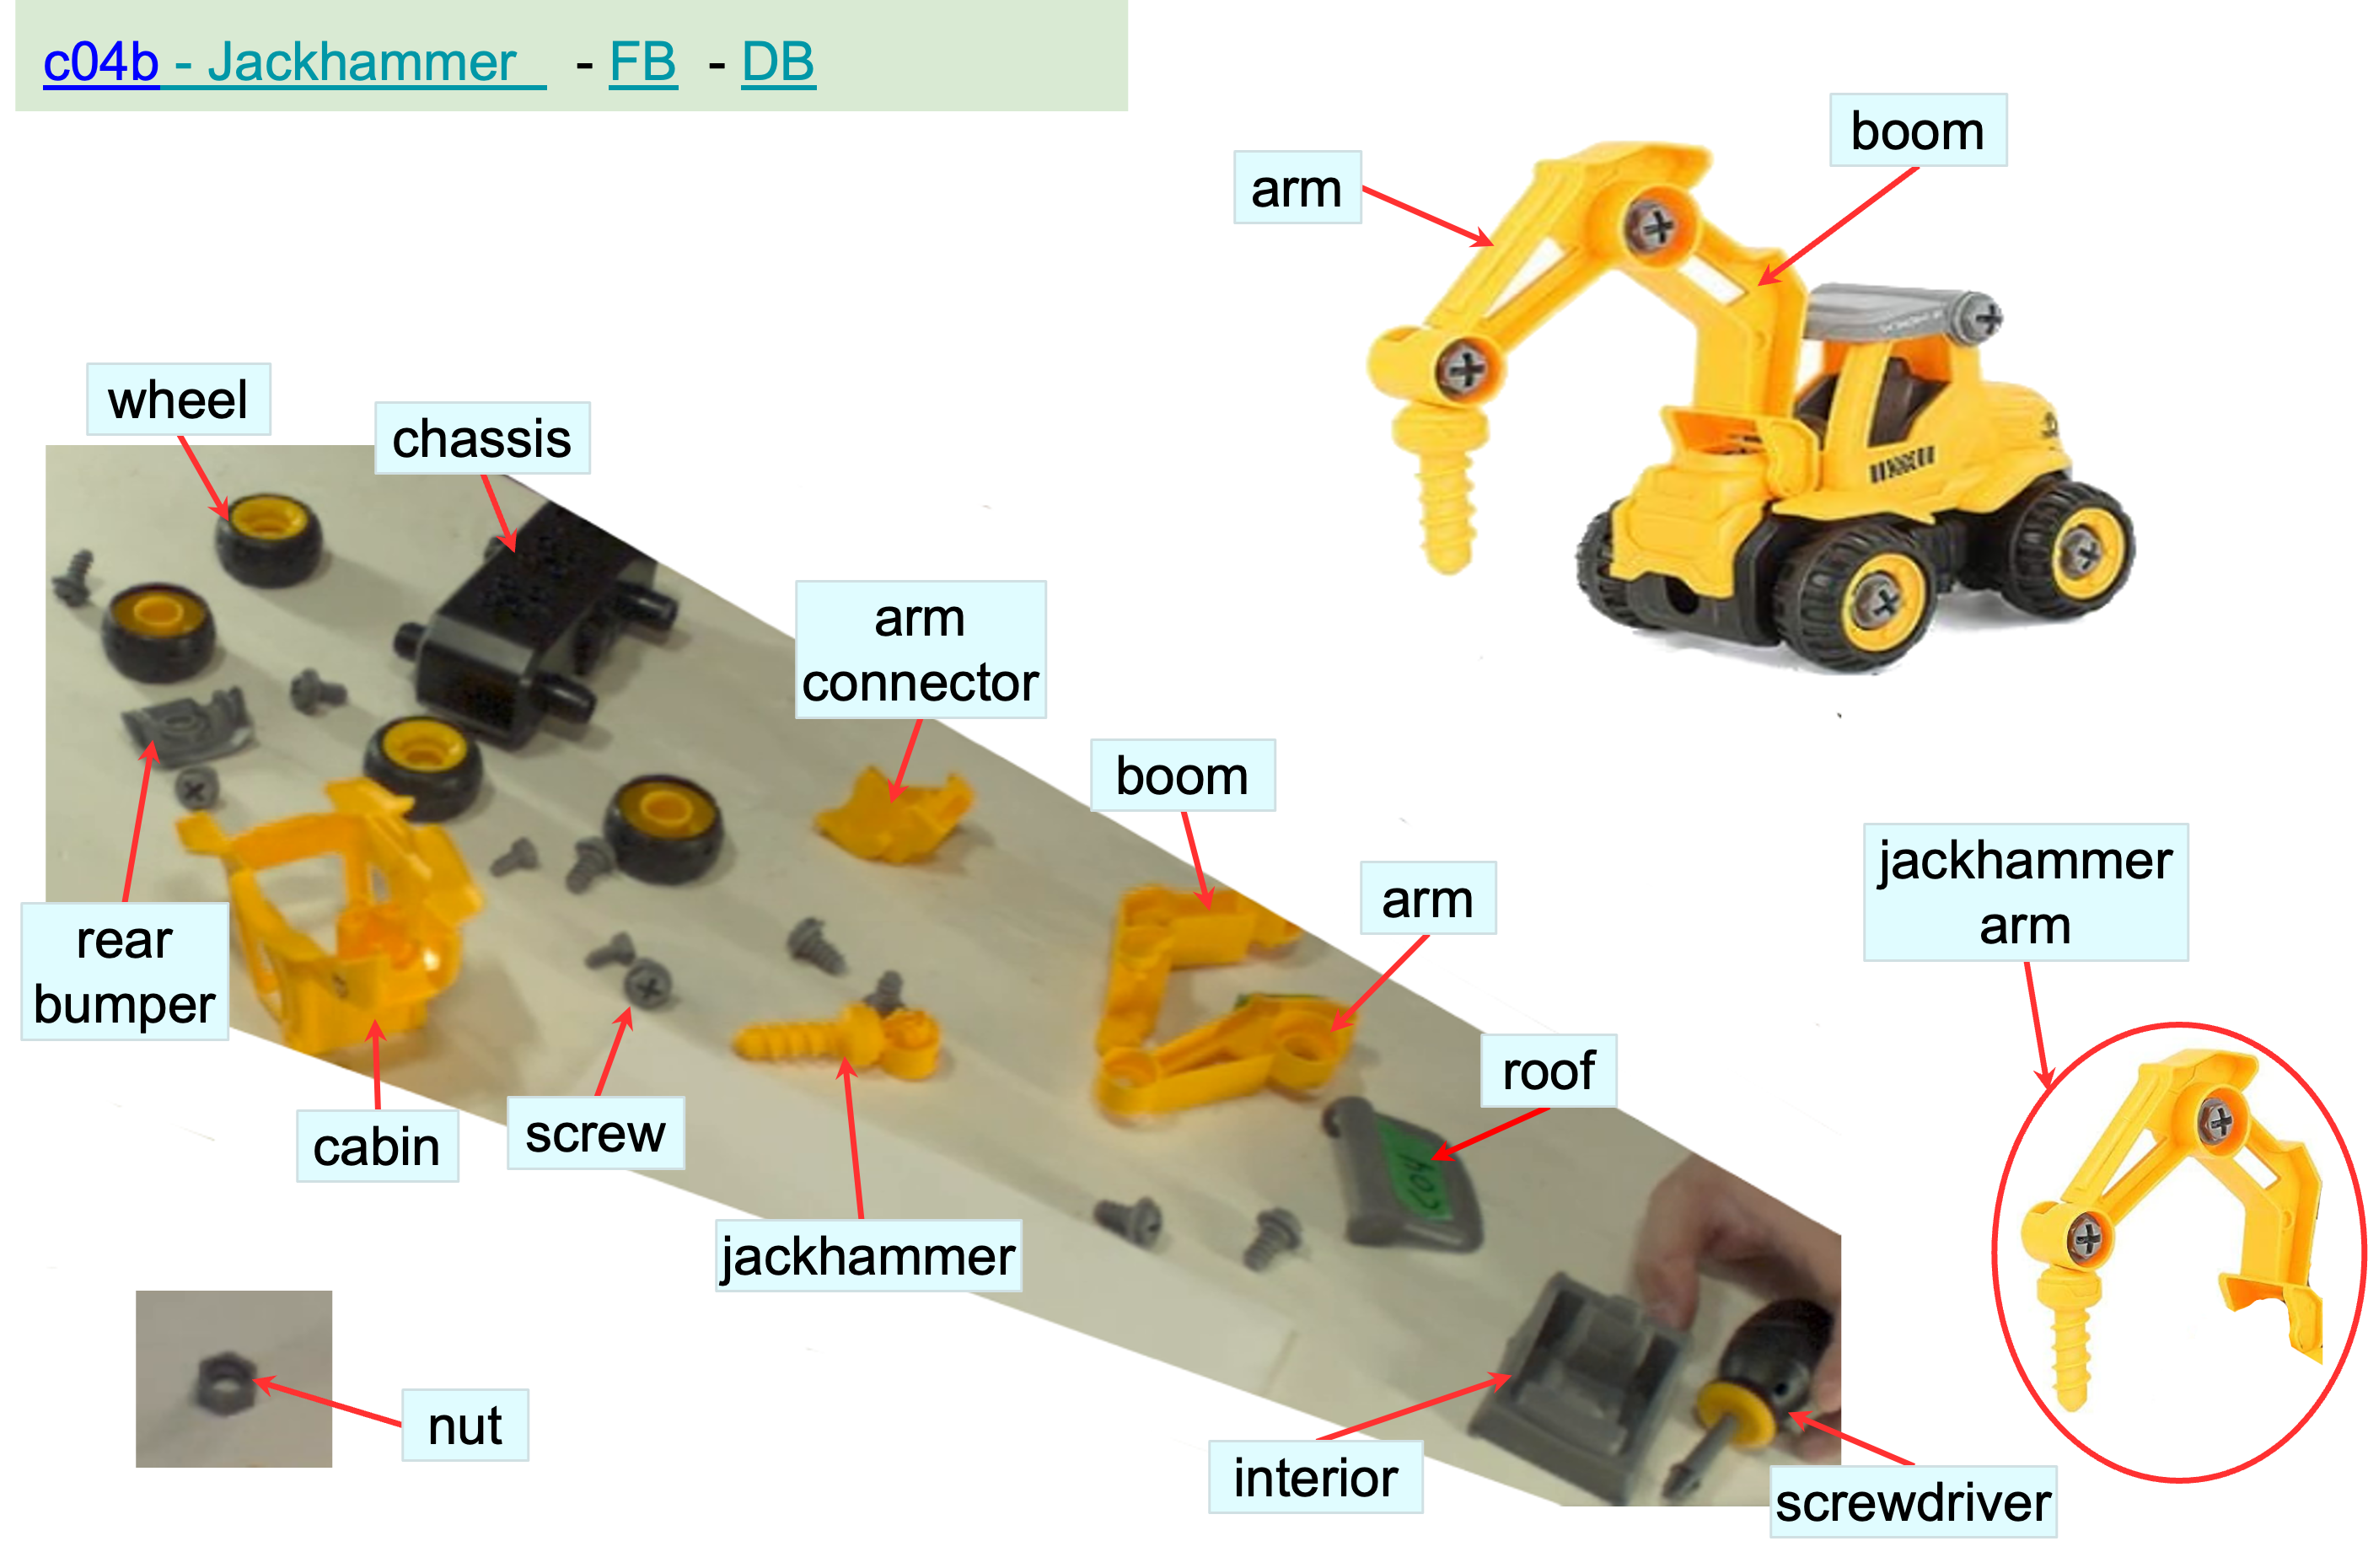 c04b - Jackhammer - FB - DB
boom
arm
wheel
chassis
arm
connector
boom
jackhammer
arm
arm
rear
bumper
roof
cabin
screw
jackhammer
C04
nut
interior
screwdriver